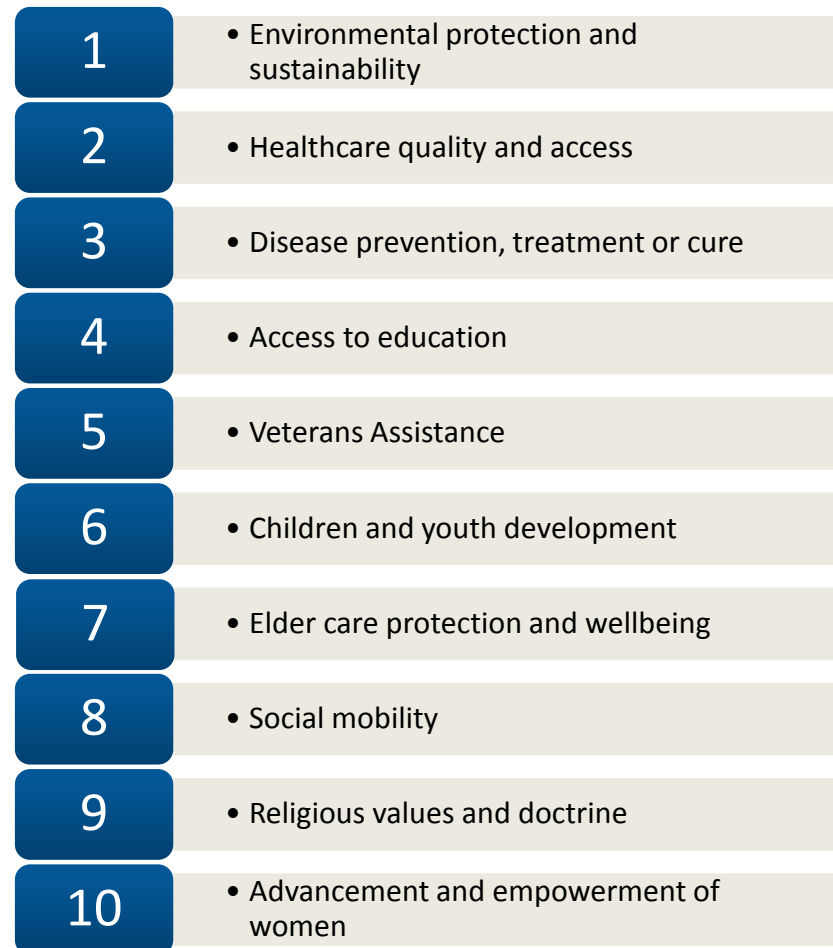 1
• Environmental protection and
sustainability
2
• Healthcare quality and access
3
• Disease prevention, treatment or cure
4
• Access to education
5
• Veterans Assistance
6
• Children and youth development
7
• Elder care protection and wellbeing
8
• Social mobility
9
• Religious values and doctrine
10
• Advancement and empowerment of
women